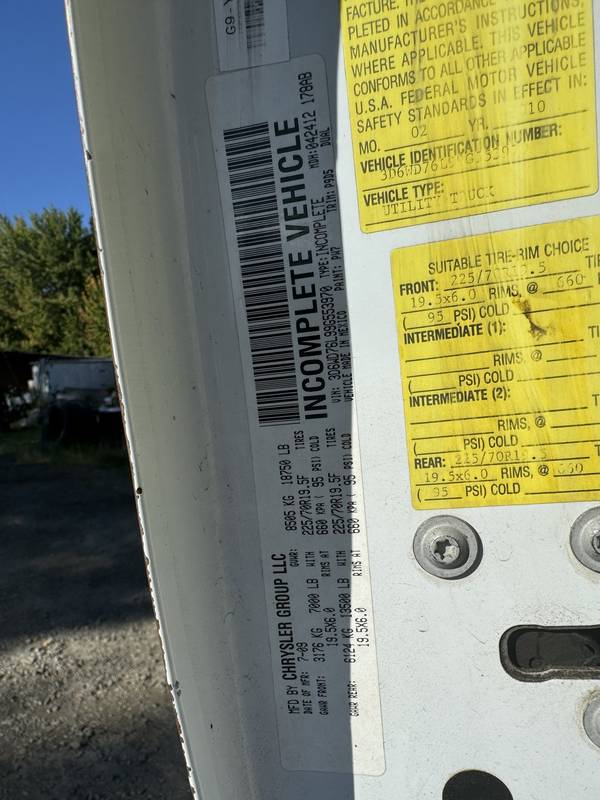 G9-
MFD BY CHRYSLER GROUP LLC
DATE OF MFR: 7-09 GVWR: 8505 KG 18750 LB
GAWR FRONT: 3176 KG 7000 LB WITH 225/70R19.5F TIRES
19.5X6.0 RIMS AT 660 KPA ( 95 PSI) COLD
GAWR REAR: 6124 KG 13500 LB WITH 225/70R19.5F TIRES
19.5X6.0 RIMS AT 660 KPA ( 95 PSI) COLD
INCOMPLETE VEHICLE MDH:042412 178AB
DUAL
VIN: 3D6WD76L99G553970 TYPE:INCOMPLETE TRIM: P9D5
VEHICLE MADE IN MEXICO PAINT: PW7
FACTURE. THE
PLETED IN ACCORDANCE
MANUFACTURER'S INSTRUCTIONS,
WHERE APPLICABLE. THIS VEHICLE
CONFORMS TO ALL OTHER APPLICABLE
U.S.A. FEDERAL MOTOR VEHICLE
SAFETY STANDARDS IN EFFECT IN:
MO. 02 YR. 10
VEHICLE IDENTIFICATION NUMBER:
VEHICLE TYPE:
UTILITY TRUCK
SUITABLE TIRE-RIM CHOICE
FRONT: 225/70R19.5
19.5x6.0 RIMS, @ 660
( 95 PSI) COLD
INTERMEDIATE (1):
RIMS, @
( PSI) COLD
INTERMEDIATE (2):
RIMS, @
( PSI) COLD
REAR: 225/70R19.5
19.5x6.0 RIMS, @ 660
( 95 PSI) COLD